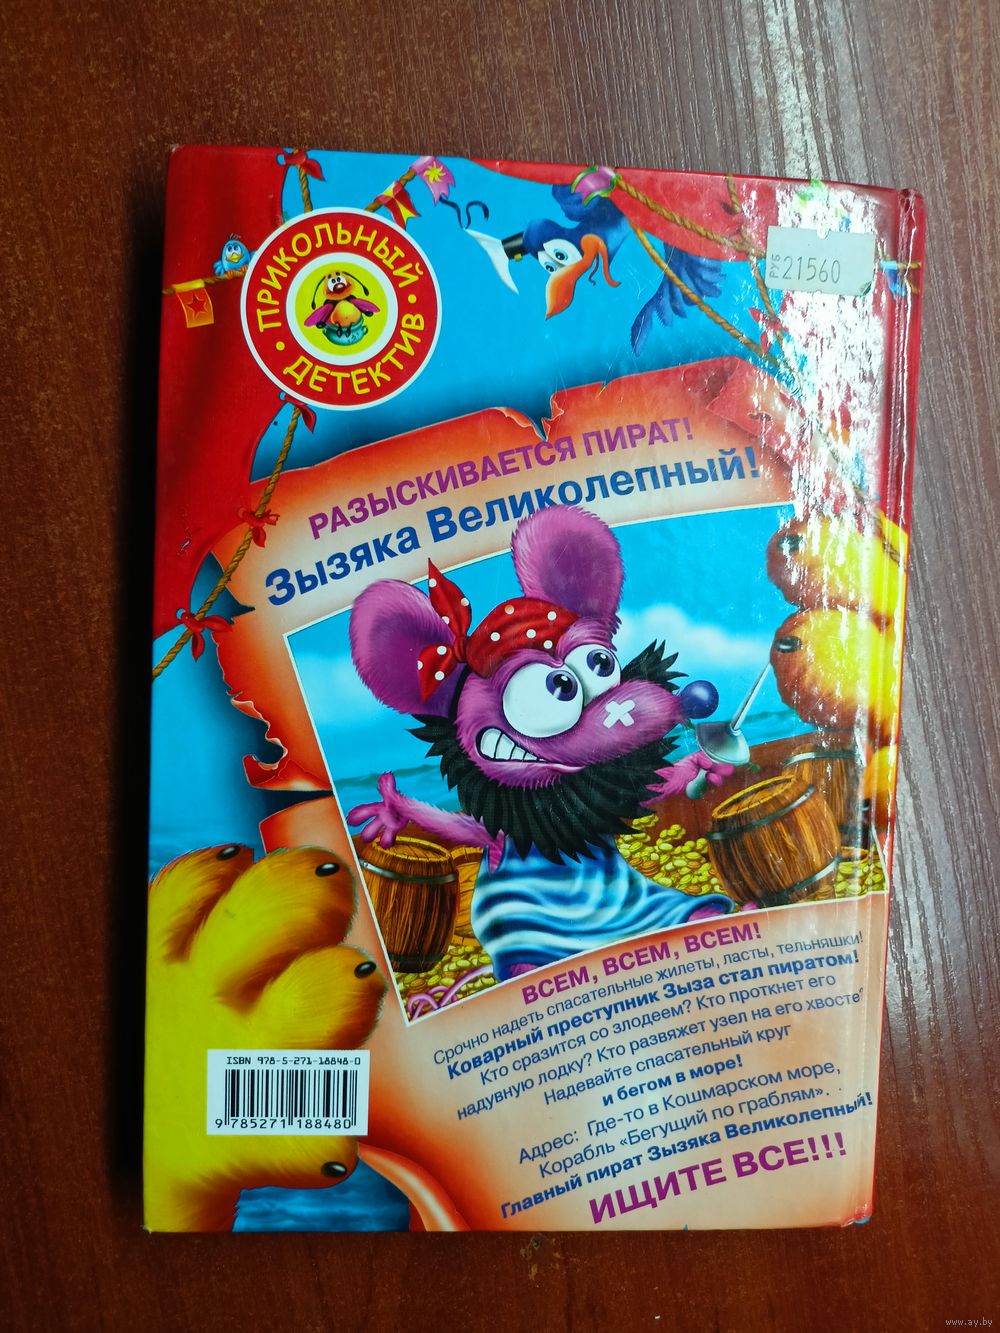 ПРИКОЛЬНЫЙ
ДЕТЕКТИВ
РУБ 21560
РАЗЫСКИВАЕТСЯ ПИРАТ!
Зызяка Великолепный!
ВСЕМ, ВСЕМ, ВСЕМ!
Срочно надеть спасательные жилеты, ласты, тельняшки!
Коварный преступник Зыза стал пиратом!
Кто сразится со злодеем? Кто проткнет его
надувную лодку? Кто развяжет узел на его хвосте?
Надевайте спасательный круг
и бегом в море!
Адрес: Где-то в Кошмарском море,
Корабль «Бегущий по граблям».
Главный пират Зызяка Великолепный!
ИЩИТЕ ВСЕ!!!
ISBN 978-5-271-18848-0
9 785271 188480
www.ay.by